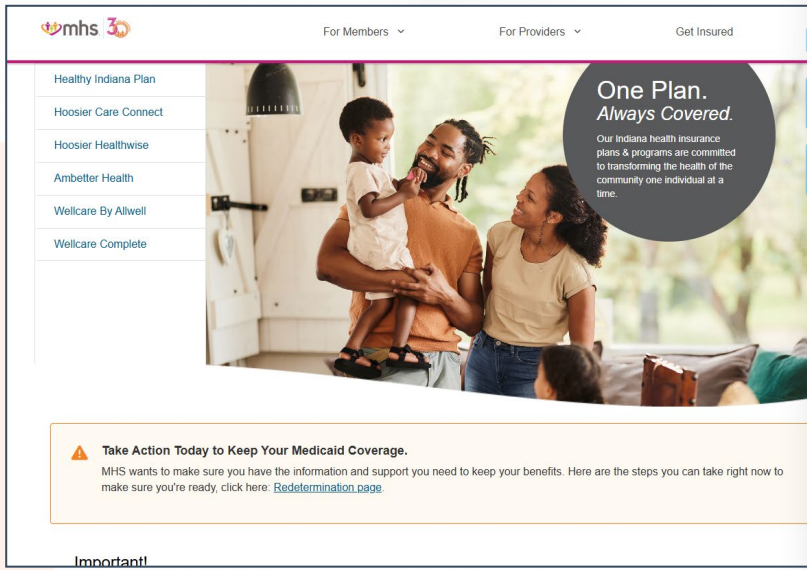 mhs 30
For Members
For Providers
Get Insured
Healthy Indiana Plan
Hoosier Care Connect
Hoosier Healthwise
Ambetter Health
Wellcare By Allwell
Wellcare Complete
One Plan.
Always Covered.
Our Indiana health insurance
plans & programs are committed
to transforming the health of the
community one individual at a
time.
Take Action Today to Keep Your Medicaid Coverage.
MHS wants to make sure you have the information and support you need to keep your benefits. Here are the steps you can take right now to
make sure you're ready, click here: Redetermination page.
Important!